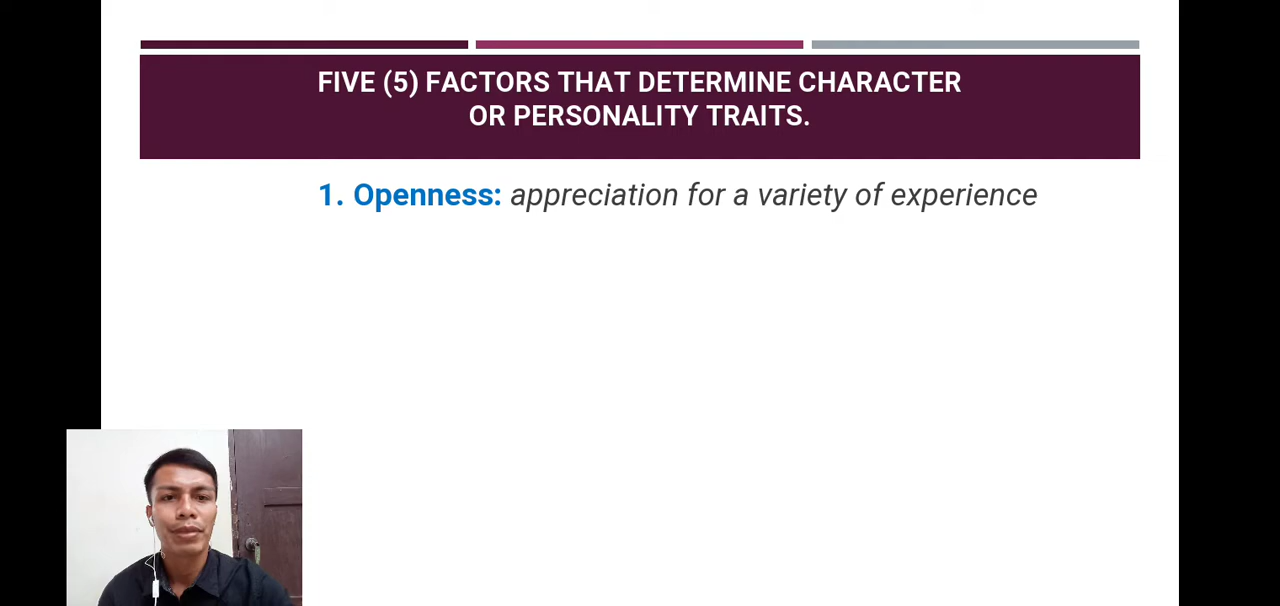 FIVE (5) FACTORS THAT DETERMINE CHARACTER
OR PERSONALITY TRAITS.
1. Openness: appreciation for a variety of experience